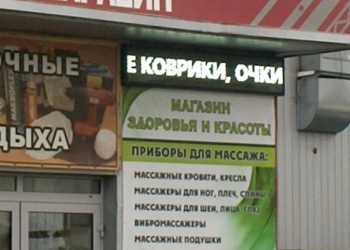 Е КОВРИКИ, ОЧКИ
ОЧНЫЕ
ДЫХА
МАГАЗИН
ЗДОРОВЬЯ И КРАСОТЫ
ПРИБОРЫ ДЛЯ МАССАЖА:
МАССАЖНЫЕ КРОВАТИ, КРЕСЛА
МАССАЖЕРЫ ДЛЯ НОГ, ПЛЕЧ, СПИНЫ
МАССАЖЕРЫ ДЛЯ ШЕИ, ЛИЦА, ГЛАЗ
ВИБРОМАССАЖЕРЫ
МАССАЖНЫЕ ПОДУШКИ